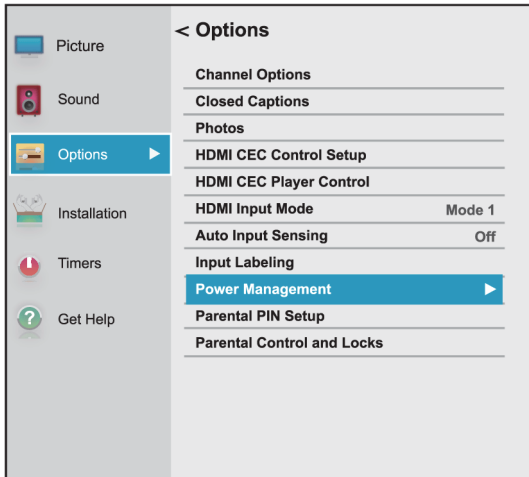 Picture
Sound
Options
Installation
Timers
Get Help
< Options
Channel Options
Closed Captions
Photos
HDMI CEC Control Setup
HDMI CEC Player Control
HDMI Input Mode Mode 1
Auto Input Sensing Off
Input Labeling
Power Management
Parental PIN Setup
Parental Control and Locks